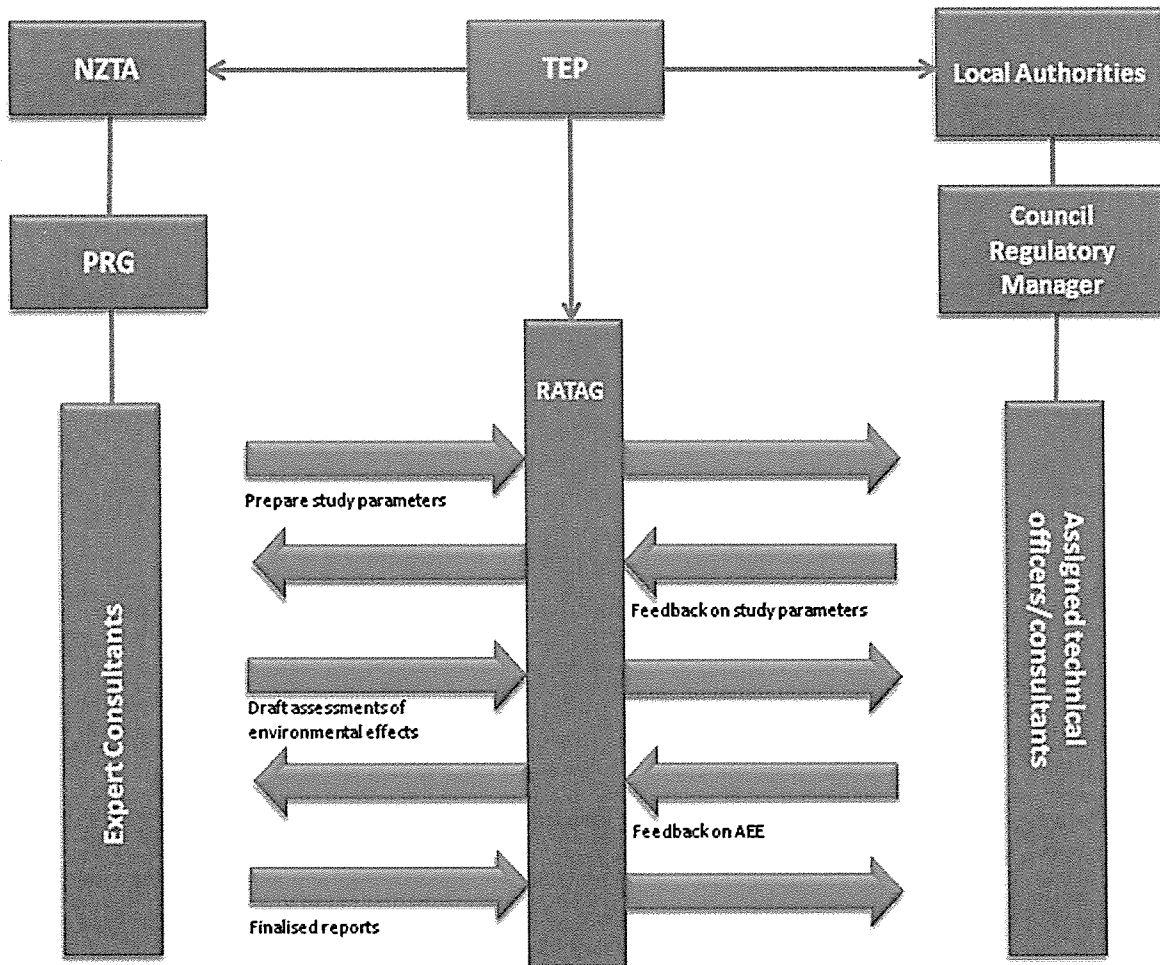 NZTA
TEP
Local Authorities
PRG
Council
Regulatory
Manager
RATAG
Prepare study parameters
Feedback on study parameters
Draft assessments of
environmental effects
Feedback on AEE
Finalised reports
Expert Consultants
Assigned technical
officers/consultants